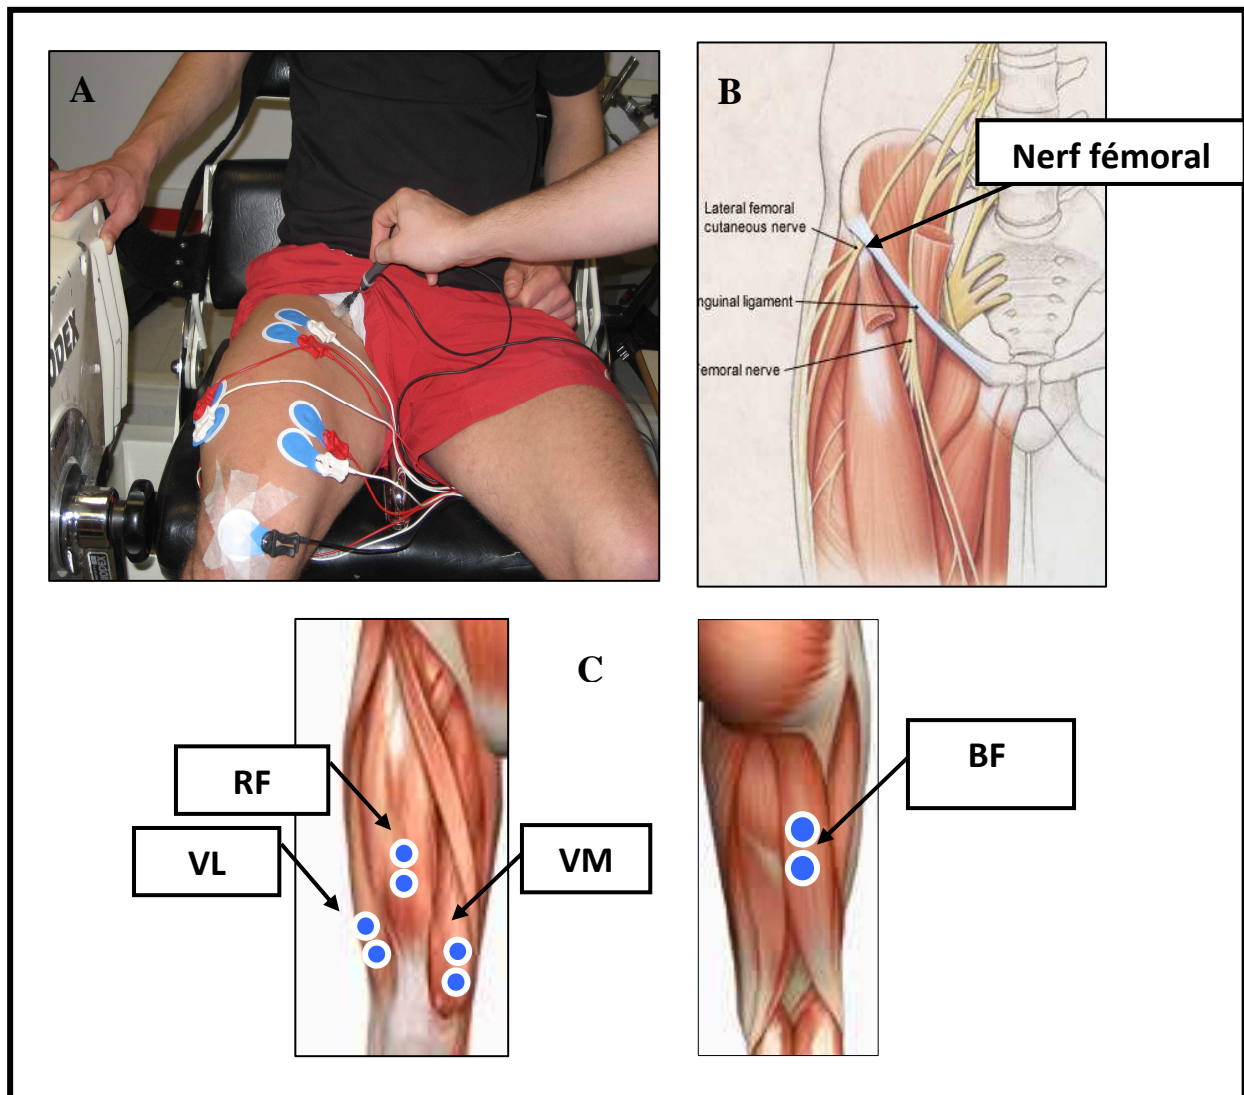 A
B
Nerf fémoral
Lateral femoral
cutaneous nerve
nguinal ligament
emoral nerve
C
RF
VL
VM
BF